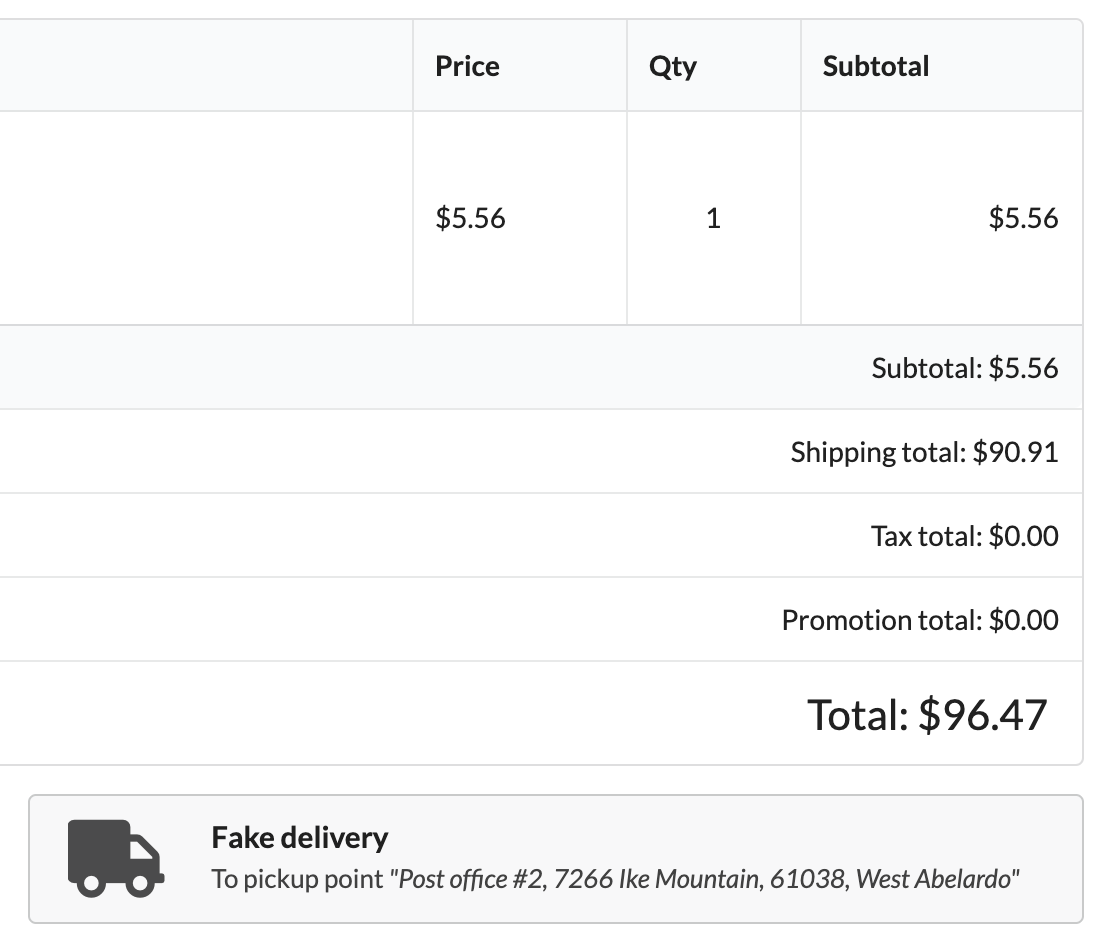 Price Qty Subtotal
$5.56 1 $5.56
Subtotal: $5.56
Shipping total: $90.91
Tax total: $0.00
Promotion total: $0.00
Total: $96.47
Fake delivery
To pickup point "Post office #2, 7266 Ike Mountain, 61038, West Abelardo"